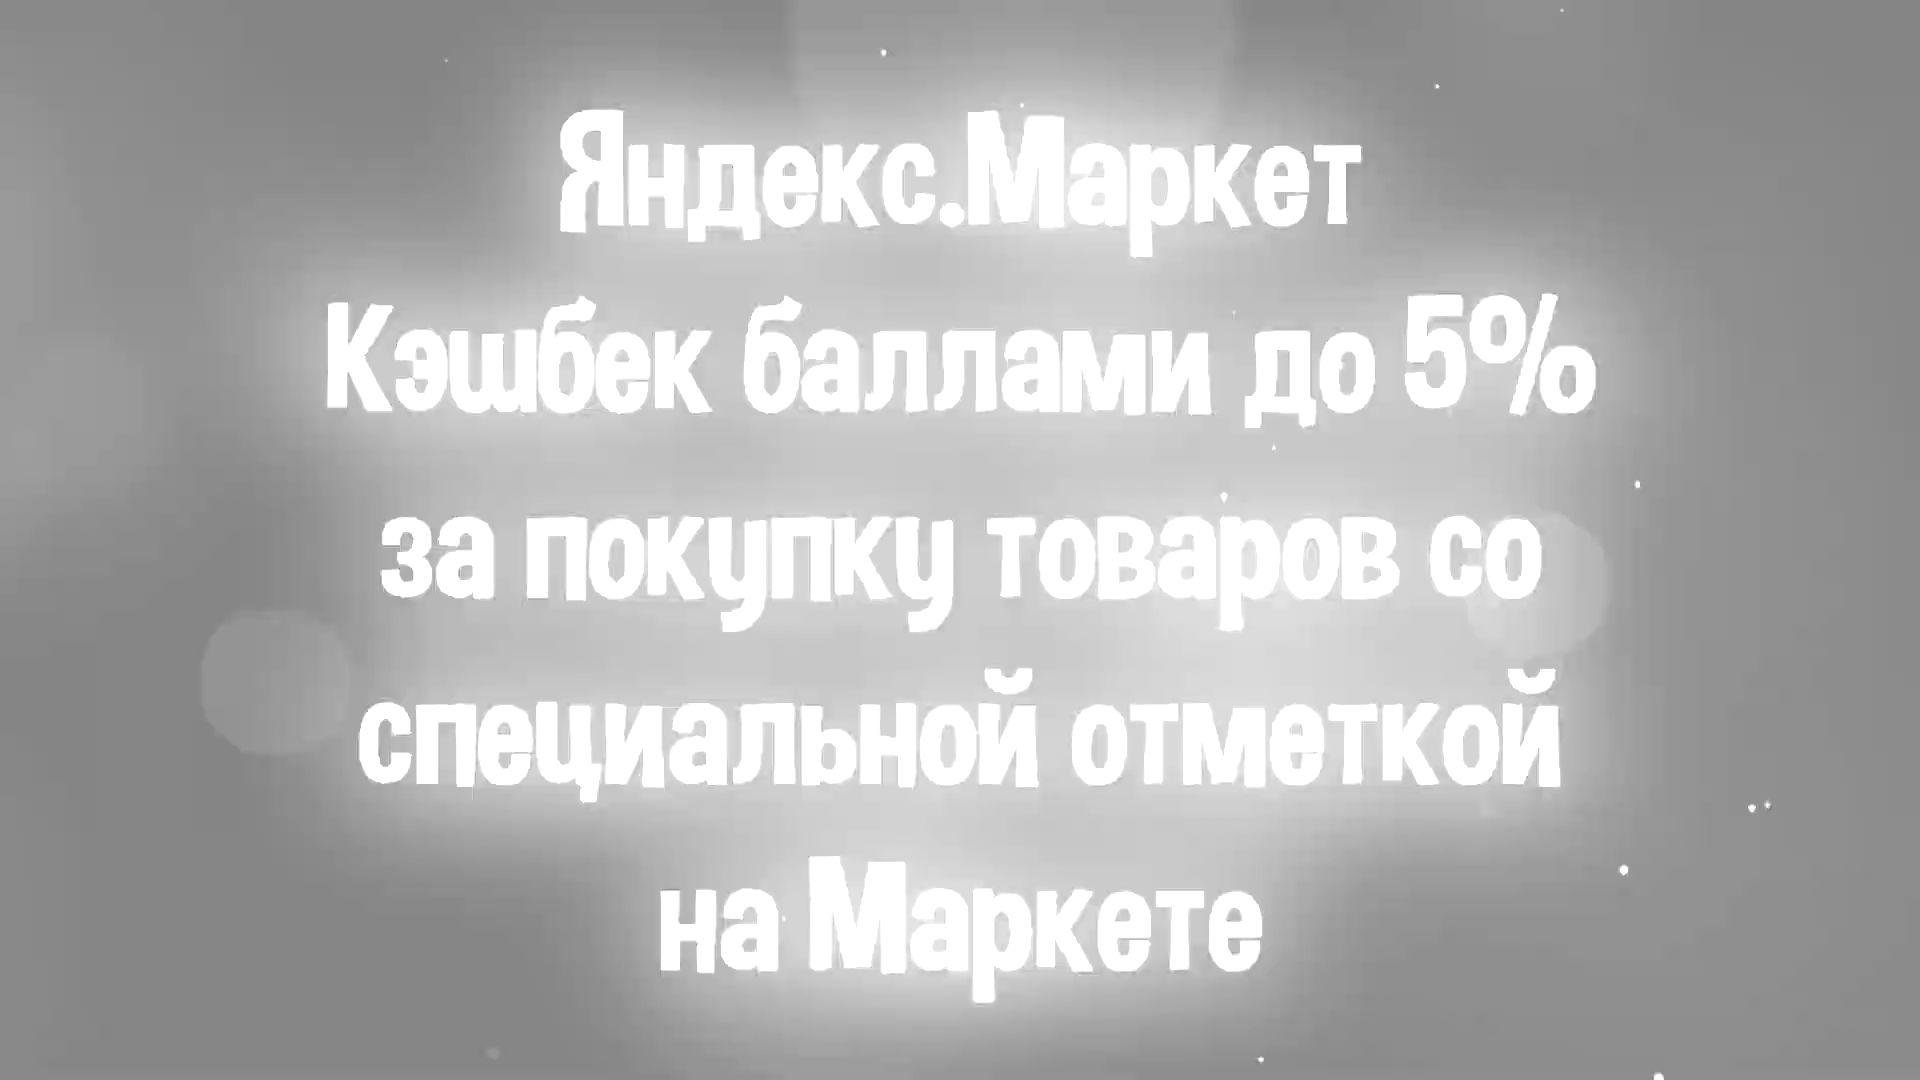 Яндекс.Маркет
Кэшбек баллами до 5%
за покупку товаров со
специальной отметкой
на Маркете